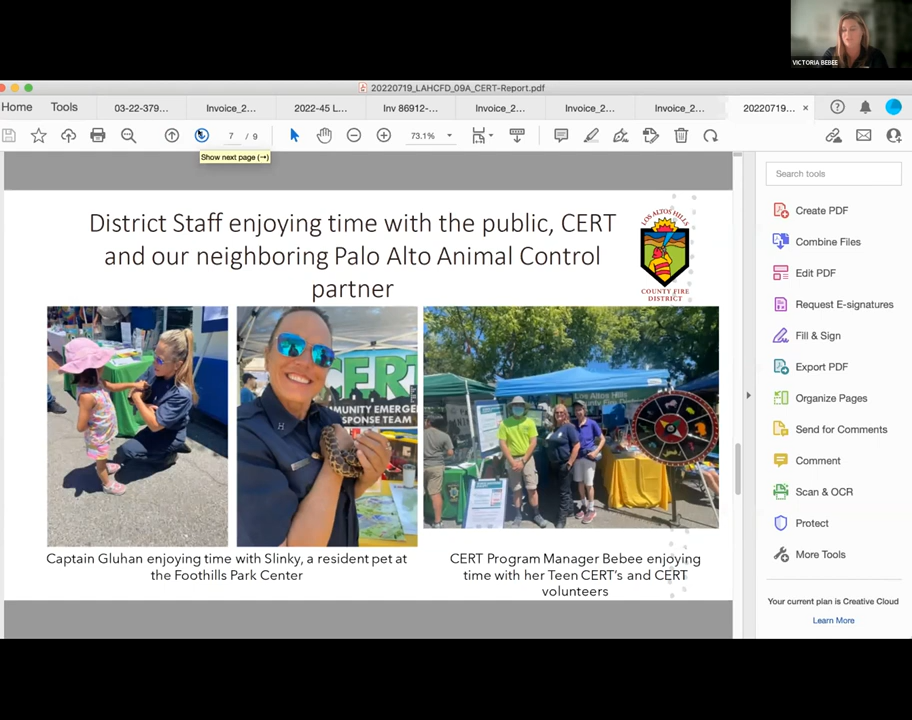 VICTORIA BEBEE
20220719_LAHCFD_09A_CERT-Report.pdf
Home Tools 03-22-379... Invoice_2... 2022-45 L... Inv 86912-... Invoice_2... Invoice_2... Invoice_2... 20220719... ×
7 / 9 73.1%
Show next page (→)
Search tools
Create PDF
Combine Files
Edit PDF
Request E-signatures
Fill & Sign
Export PDF
Organize Pages
Send for Comments
Comment
Scan & OCR
Protect
More Tools
Your current plan is Creative Cloud
Learn More
District Staff enjoying time with the public, CERT
and our neighboring Palo Alto Animal Control
partner
LOS ALTOS HILLS
COUNTY FIRE
DISTRICT
CERT
MUNITY EMERGE
SPONSE TEAM
H
Los Altos Hills
Captain Gluhan enjoying time with Slinky, a resident pet at
the Foothills Park Center
CERT Program Manager Bebee enjoying
time with her Teen CERT's and CERT
volunteers